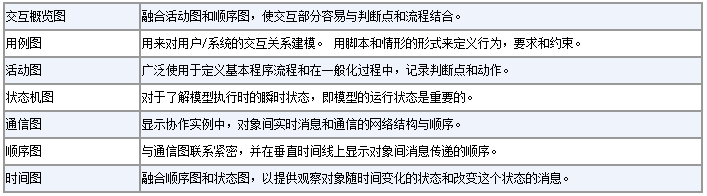 交互概览图 融合活动图和顺序图，使交互部分容易与判断点和流程结合。
用例图 用来对用户/系统的交互关系建模。 用脚本和情形的形式来定义行为，要求和约束。
活动图 广泛使用于定义基本程序流程和在一般化过程中，记录判断点和动作。
状态机图 对于了解模型执行时的瞬时状态，即模型的运行状态是重要的。
通信图 显示协作实例中，对象间实时消息和通信的网络结构与顺序。
顺序图 与通信图联系紧密，并在垂直时间线上显示对象间消息传递的顺序。
时间图 融合顺序图和状态图，以提供观察对象随时间变化的状态和改变这个状态的消息。